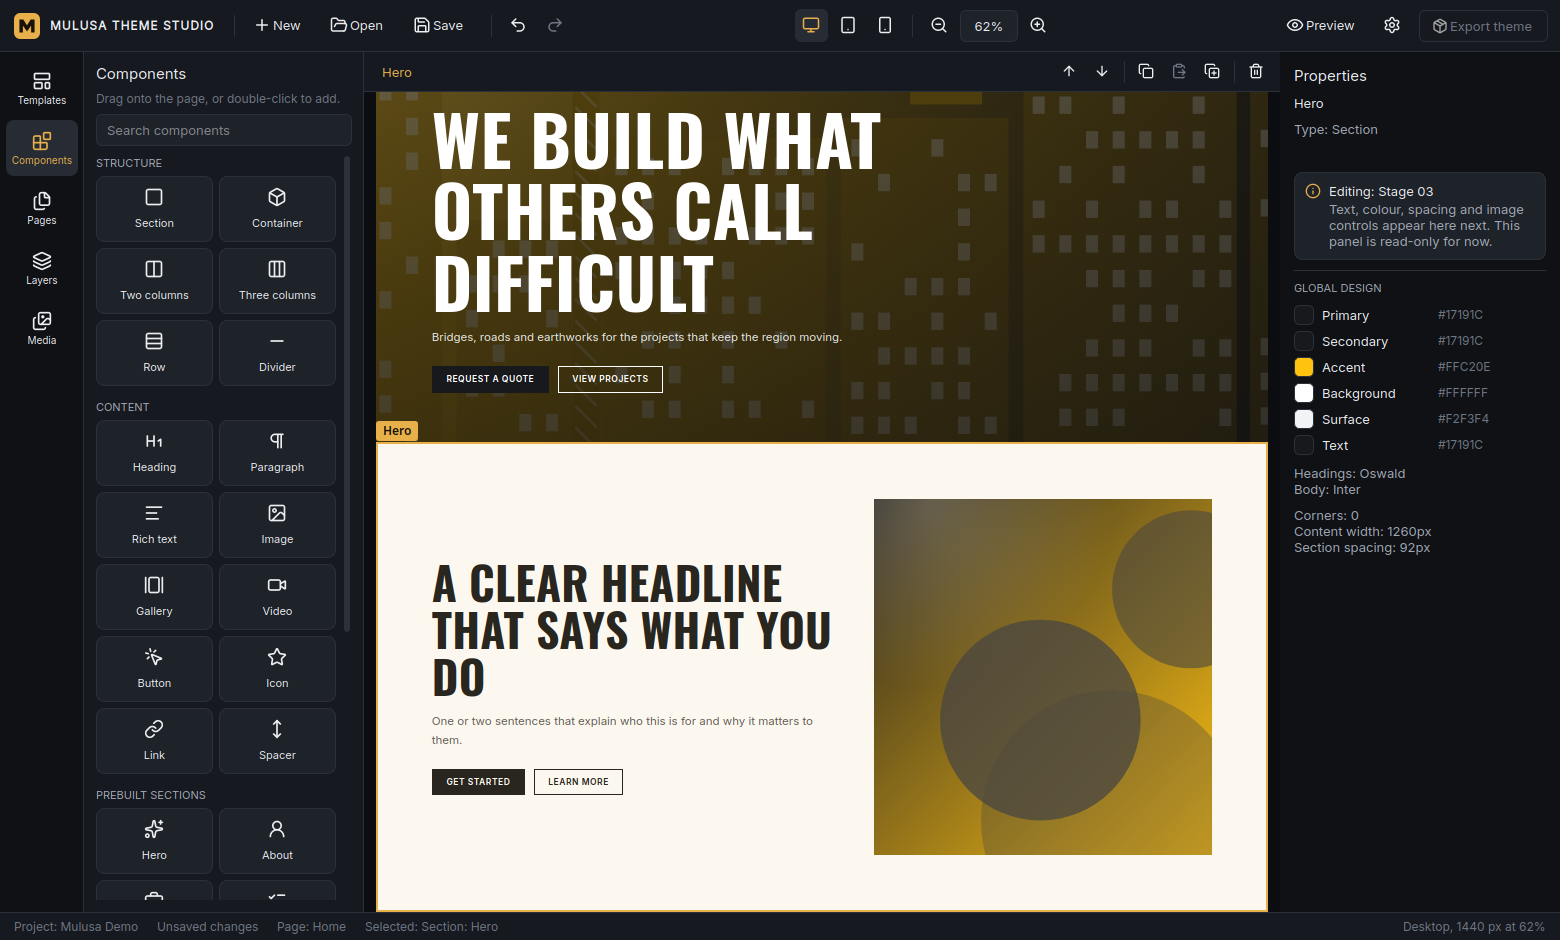 MULUSA THEME STUDIO
New
Open
Save
62%
Preview
Export theme
Templates
Components
Pages
Layers
Media
Components
Drag onto the page, or double-click to add.
Search components
STRUCTURE
Section
Container
Two columns
Three columns
Row
Divider
CONTENT
Heading
Paragraph
Rich text
Image
Gallery
Video
Button
Icon
Link
Spacer
PREBUILT SECTIONS
Hero
About
Hero
WE BUILD WHAT
OTHERS CALL
DIFFICULT
Bridges, roads and earthworks for the projects that keep the region moving.
REQUEST A QUOTE
VIEW PROJECTS
Hero
A CLEAR HEADLINE
THAT SAYS WHAT YOU
DO
One or two sentences that explain who this is for and why it matters to
them.
GET STARTED
LEARN MORE
Properties
Hero
Type: Section
Editing: Stage 03
Text, colour, spacing and image
controls appear here next. This
panel is read-only for now.
GLOBAL DESIGN
Primary #17191C
Secondary #17191C
Accent #FFC20E
Background #FFFFFF
Surface #F2F3F4
Text #17191C
Headings: Oswald
Body: Inter
Corners: 0
Content width: 1260px
Section spacing: 92px
Project: Mulusa Demo
Unsaved changes
Page: Home
Selected: Section: Hero
Desktop, 1440 px at 62%